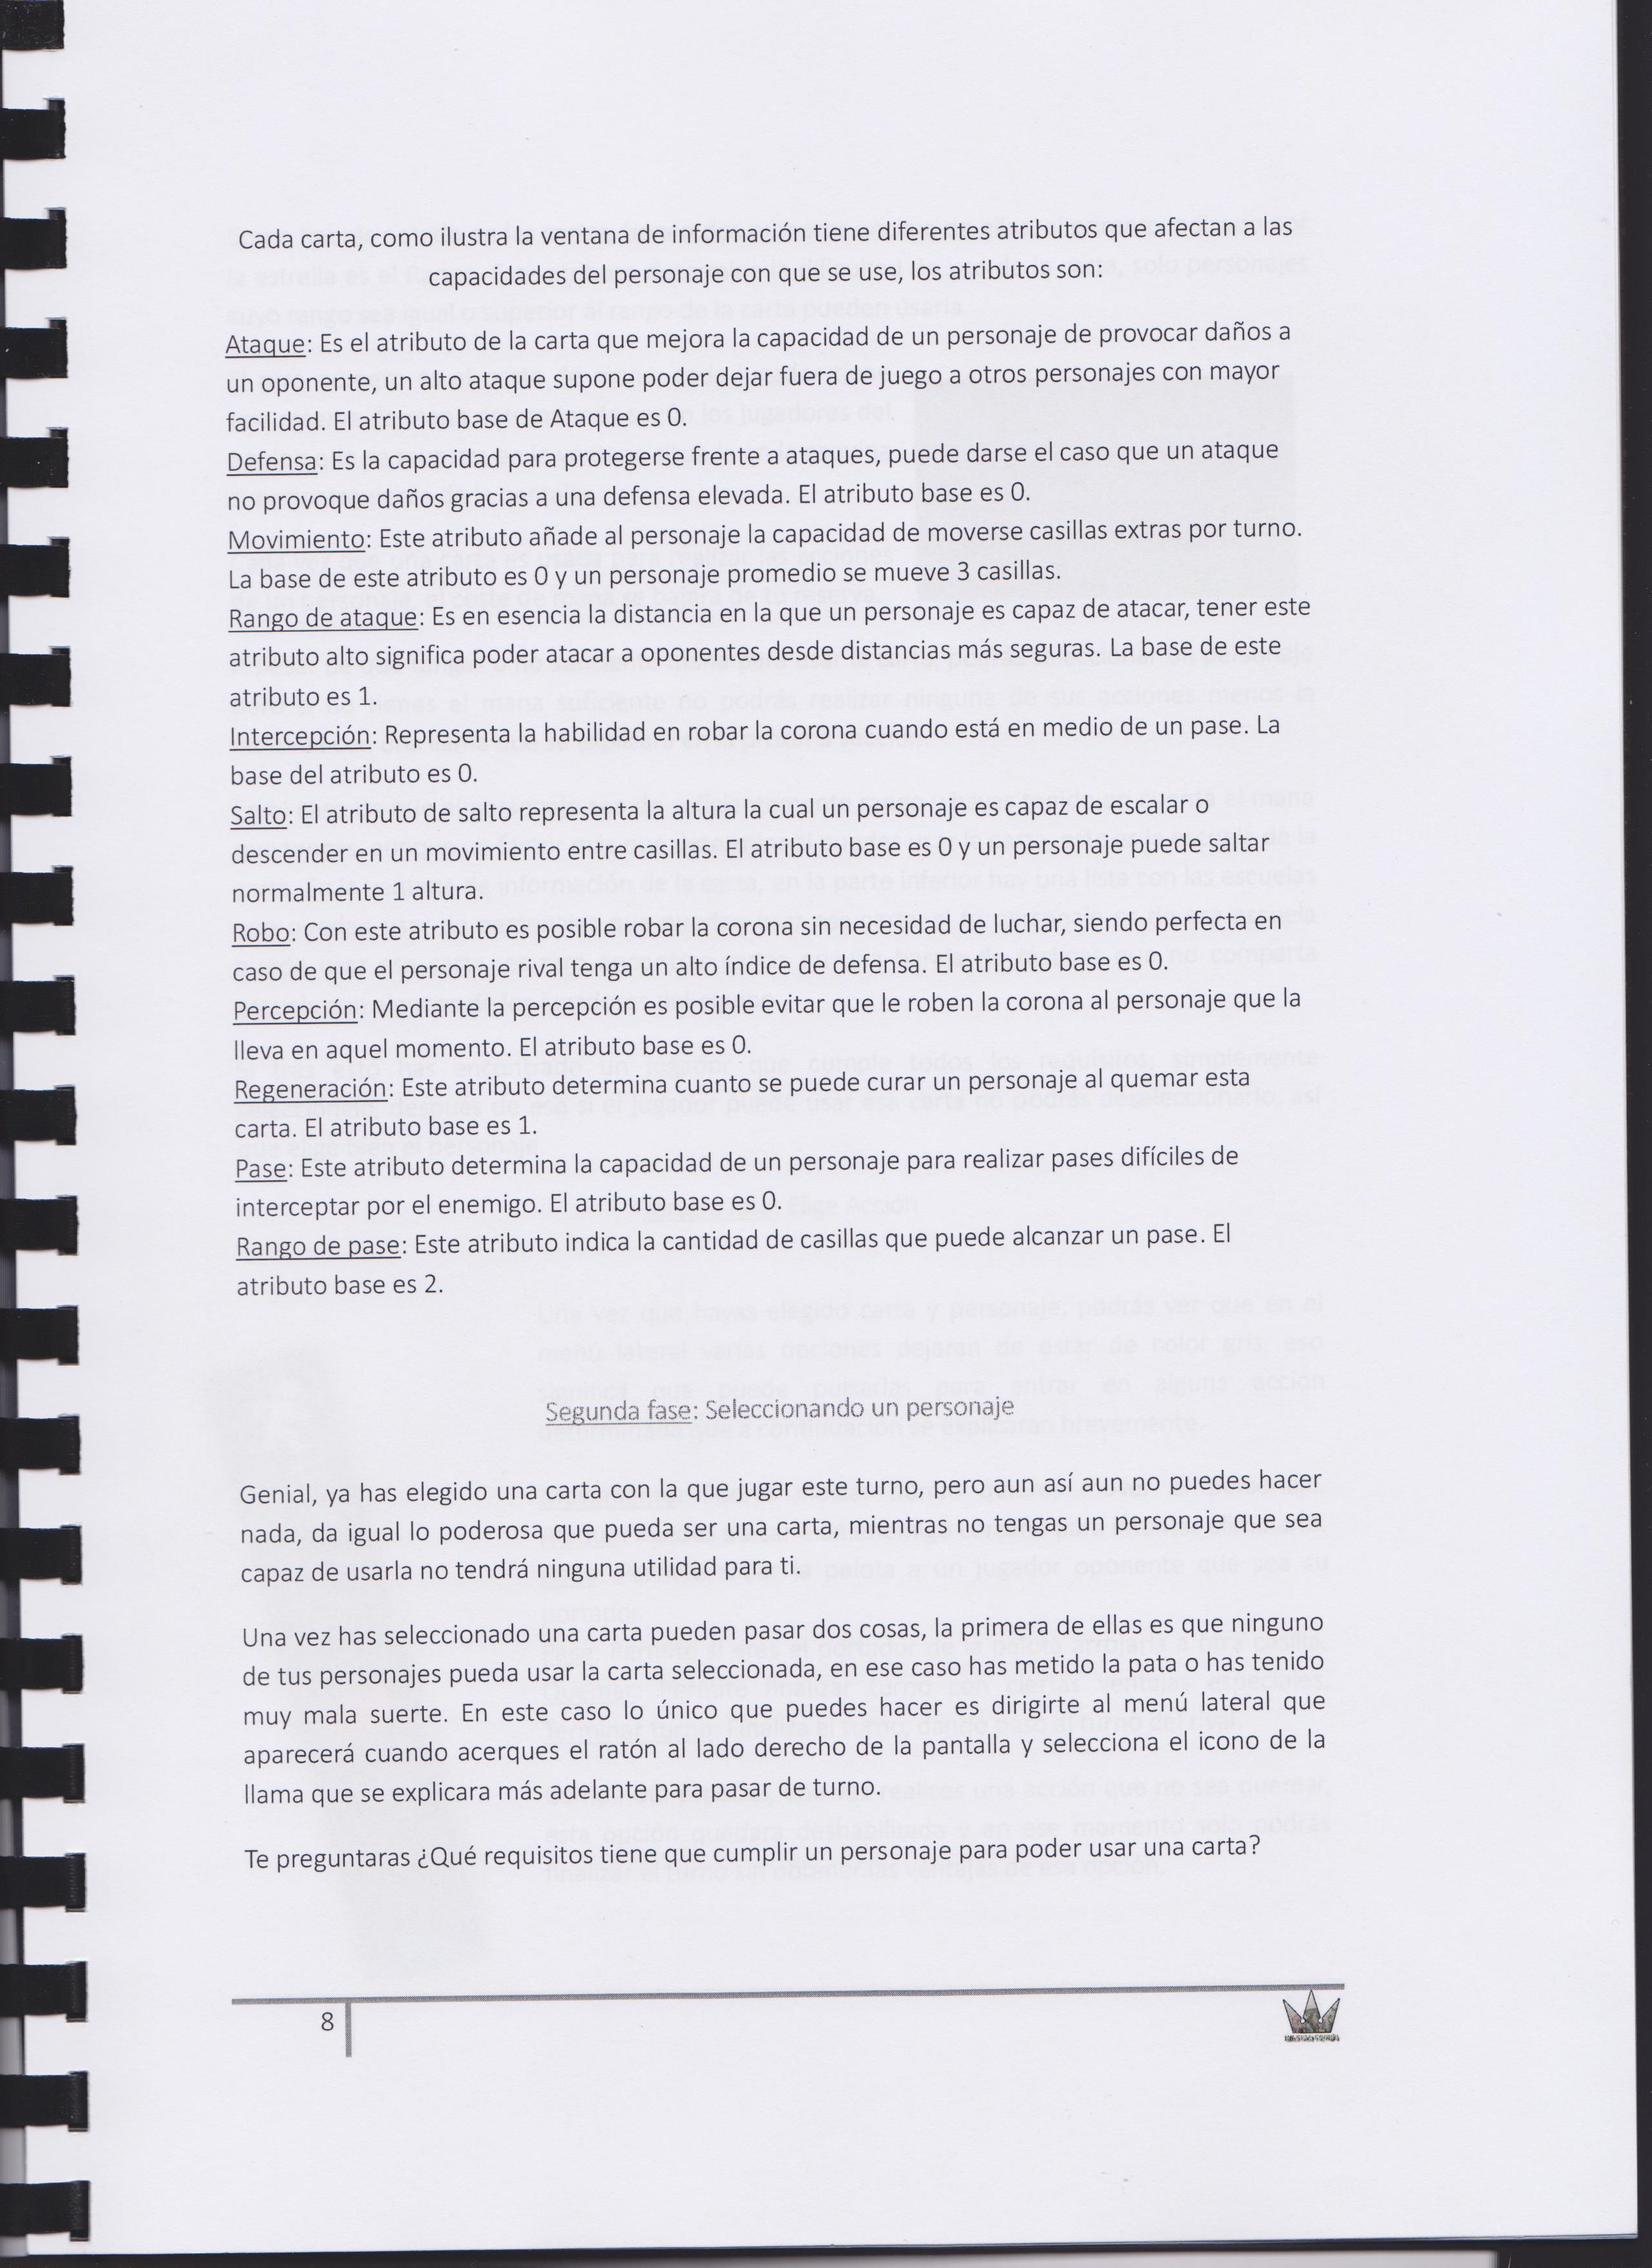 Cada carta, como ilustra la ventana de información tiene diferentes atributos que afectan a las
capacidades del personaje con que se use, los atributos son:
Ataque: Es el atributo de la carta que mejora la capacidad de un personaje de provocar daños a
un oponente, un alto ataque supone poder dejar fuera de juego a otros personajes con mayor
facilidad. El atributo base de Ataque es 0.
Defensa: Es la capacidad para protegerse frente a ataques, puede darse el caso que un ataque
no provoque daños gracias a una defensa elevada. El atributo base es 0.
Movimiento: Este atributo añade al personaje la capacidad de moverse casillas extras por turno.
La base de este atributo es 0 y un personaje promedio se mueve 3 casillas.
Rango de ataque: Es en esencia la distancia en la que un personaje es capaz de atacar, tener este
atributo alto significa poder atacar a oponentes desde distancias más seguras. La base de este
atributo es 1.
Intercepción: Representa la habilidad en robar la corona cuando está en medio de un pase. La
base del atributo es 0.
Salto: El atributo de salto representa la altura la cual un personaje es capaz de escalar o
descender en un movimiento entre casillas. El atributo base es 0 y un personaje puede saltar
normalmente 1 altura.
Robo: Con este atributo es posible robar la corona sin necesidad de luchar, siendo perfecta en
caso de que el personaje rival tenga un alto índice de defensa. El atributo base es 0.
Percepción: Mediante la percepción es posible evitar que le roben la corona al personaje que la
lleva en aquel momento. El atributo base es 0.
Regeneración: Este atributo determina cuanto se puede curar un personaje al quemar esta
carta. El atributo base es 1.
Pase: Este atributo determina la capacidad de un personaje para realizar pases difíciles de
interceptar por el enemigo. El atributo base es 0.
Rango de pase: Este atributo indica la cantidad de casillas que puede alcanzar un pase. El
atributo base es 2.
Segunda fase: Seleccionando un personaje
Genial, ya has elegido una carta con la que jugar este turno, pero aun así aun no puedes hacer
nada, da igual lo poderosa que pueda ser una carta, mientras no tengas un personaje que sea
capaz de usarla no tendrá ninguna utilidad para ti.
Una vez has seleccionado una carta pueden pasar dos cosas, la primera de ellas es que ninguno
de tus personajes pueda usar la carta seleccionada, en ese caso has metido la pata o has tenido
muy mala suerte. En este caso lo único que puedes hacer es dirigirte al menú lateral que
aparecerá cuando acerques el ratón al lado derecho de la pantalla y selecciona el icono de la
llama que se explicara más adelante para pasar de turno.
Te preguntaras ¿Qué requisitos tiene que cumplir un personaje para poder usar una carta?
8